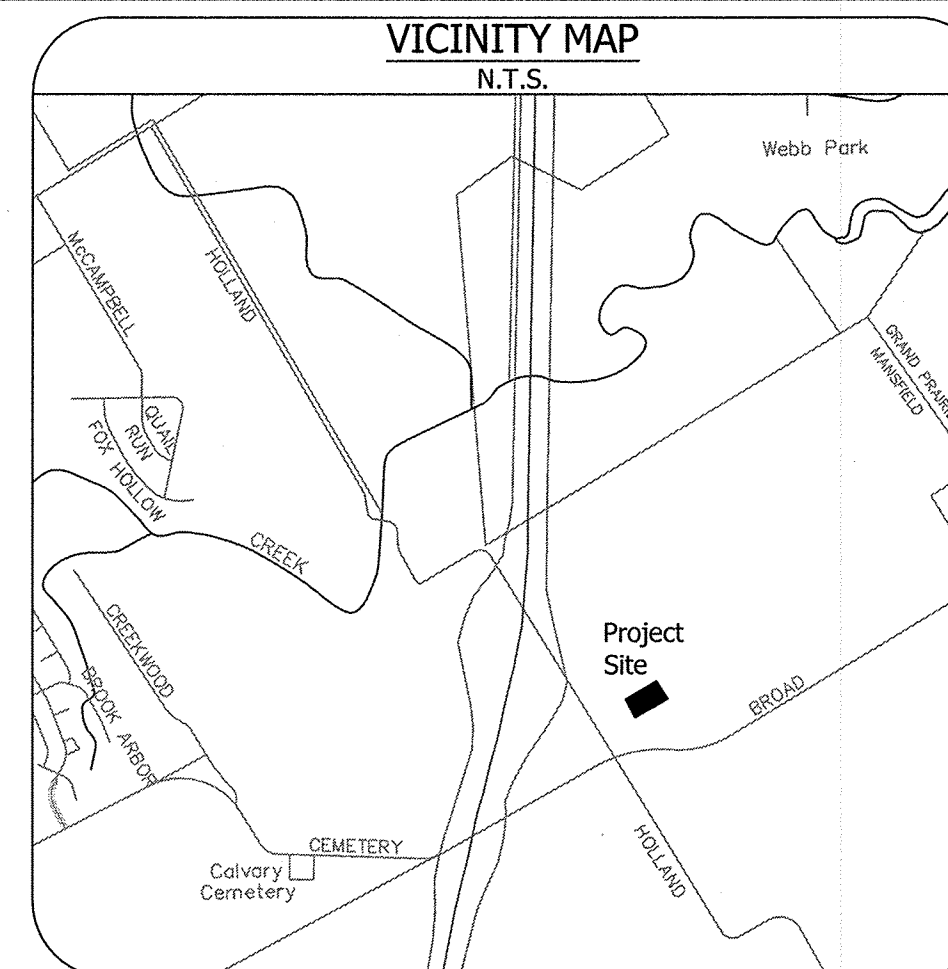 VICINITY MAP
N.T.S.
Webb Park
McCAMPBELL
HOLLAND
GRAND PRAIRIE
MANSFIELD
QUAIL
RUN
FOX HOLLOW
CREEK
CREEKWOOD
BROOK ARBOR
Project
Site
BROAD
HOLLAND
CEMETERY
Calvary
Cemetery